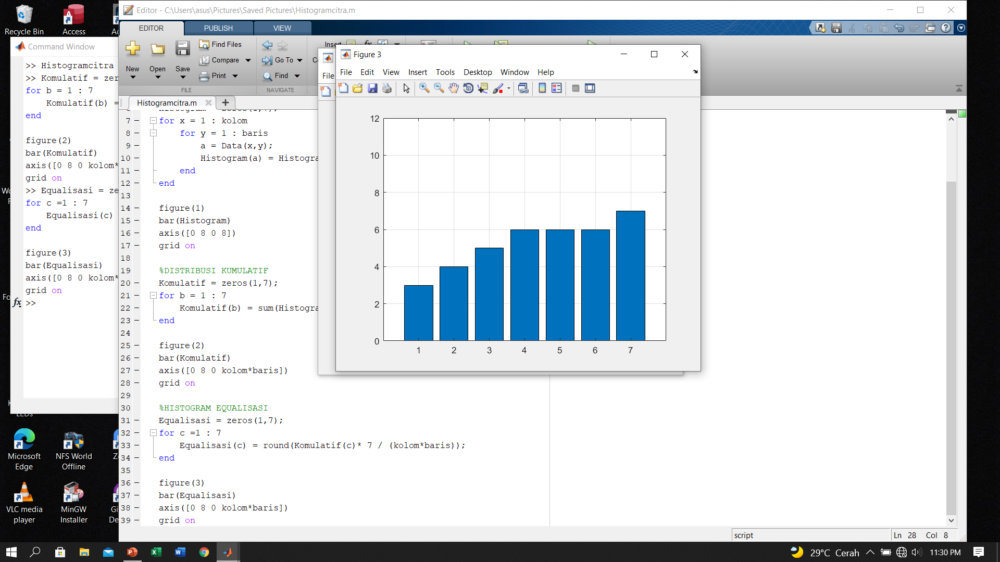 Recycle Bin
Access
Editor - C:\Users\asus\Pictures\Saved Pictures\Histogramcitra.m
EDITOR PUBLISH VIEW
New
Open
Save
Find Files
Compare
Print
Go To
Find
Insert
FILE
NAVIGATE
Histogramcitra.m
Command Window
>> Histogramcitra
>> Komulatif = zer
for b = 1 : 7
Komulatif(b) =
end
figure(2)
bar(Komulatif)
axis([0 8 0 kolom*
grid on
>> Equalisasi = ze
for c =1 : 7
Equalisasi(c)
end
figure(3)
bar(Equalisasi)
axis([0 8 0 kolom*
grid on
fx >>
7 for x = 1 : kolom
8 for y = 1 : baris
9 a = Data(x,y);
10 Histogram(a) = Histogra
11 end
12 end
13
14 figure(1)
15 bar(Histogram)
16 axis([0 8 0 8])
17 grid on
18
19 %DISTRIBUSI KUMULATIF
20 Komulatif = zeros(1,7);
21 for b = 1 : 7
22 Komulatif(b) = sum(Histogra
23 end
24
25 figure(2)
26 bar(Komulatif)
27 axis([0 8 0 kolom*baris])
28 grid on
29
30 %HISTOGRAM EQUALISASI
31 Equalisasi = zeros(1,7);
32 for c =1 : 7
33 Equalisasi(c) = round(Komulatif(c)* 7 / (kolom*baris));
34 end
35
36 figure(3)
37 bar(Equalisasi)
38 axis([0 8 0 kolom*baris])
39 grid on
File
Figure 3
File Edit View Insert Tools Desktop Window Help
12
10
8
6
4
2
0
1 2 3 4 5 6 7
Microsoft Edge
NFS World Offline
VLC media player
MinGW Installer
script
Ln 28 Col 8
29°C Cerah
11:30 PM